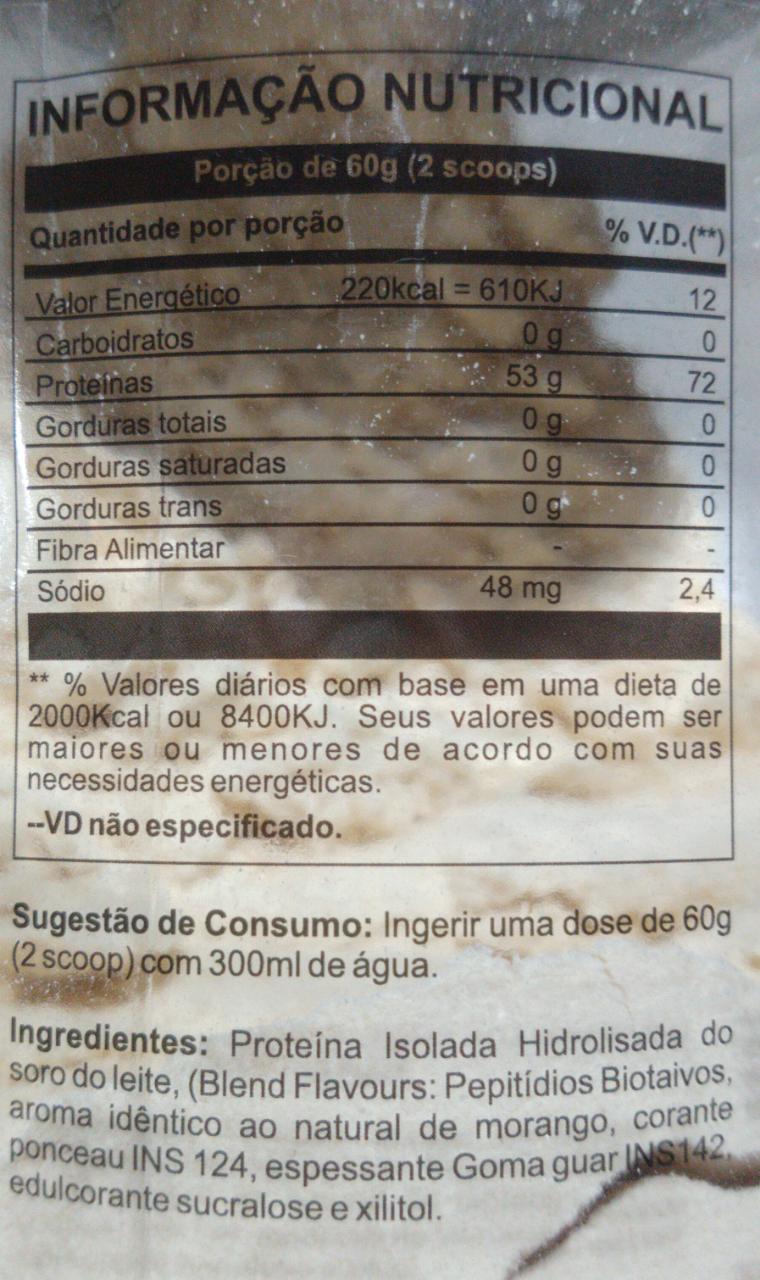 INFORMAÇÃO NUTRICIONAL
Porção de 60g (2 scoops)
Quantidade por porção % V.D.(**)
Valor Energético 220kcal = 610KJ 12
Carboidratos 0 g 0
Proteínas 53 g 72
Gorduras totais 0 g 0
Gorduras saturadas 0 g 0
Gorduras trans 0 g 0
Fibra Alimentar - -
Sódio 48 mg 2,4
** % Valores diários com base em uma dieta de
2000Kcal ou 8400KJ. Seus valores podem ser
maiores ou menores de acordo com suas
necessidades energéticas.
--VD não especificado.
Sugestão de Consumo: Ingerir uma dose de 60g
(2 scoop) com 300ml de água.
Ingredientes: Proteína Isolada Hidrolisada do
soro do leite, (Blend Flavours: Pepitídios Biotaivos,
aroma idêntico ao natural de morango, corante
ponceau INS 124, espessante Goma guar INS142,
edulcorante sucralose e xilitol.